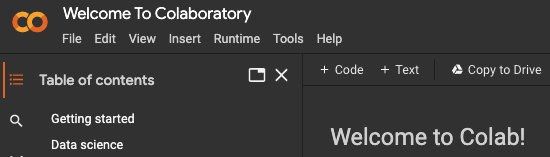 Welcome To Colaboratory
File Edit View Insert Runtime Tools Help
Table of contents
+ Code + Text Copy to Drive
Getting started
Data science
Welcome to Colab!